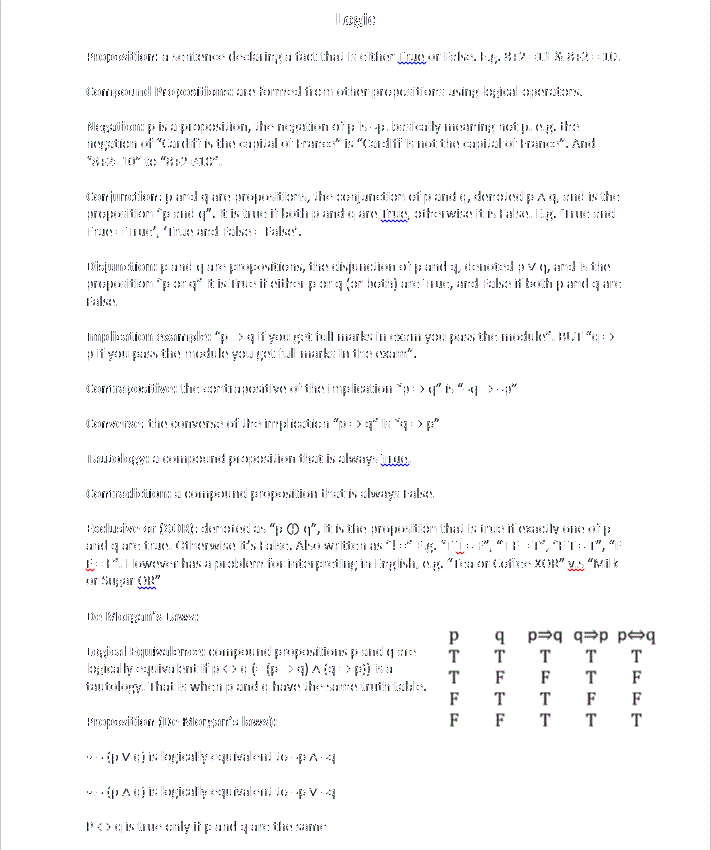 Logic
Proposition: a sentence declaring a fact that is either True or False. E.g. 8+2=11 & 8+2=10.
Compound Propositions: are formed from other propositions using logical operators.
Negation: p is a proposition, the negation of p is ¬p. basically meaning not p. e.g. the
negation of "Cardiff is the capital of France" is "Cardiff is not the capital of France". And
"8+2=10" to "8+2≠10".
Conjunction: p and q are propositions, the conjunction of p and q, denoted p ∧ q, and is the
proposition "p and q". It is true if both p and q are True, otherwise it is False. E.g. 'True and
True = True', 'True and False = False'.
Disjunction: p and q are propositions, the disjunction of p and q, denoted p ∨ q, and is the
proposition "p or q" It is True if either p or q (or both) are True, and False if both p and q are
False.
Implication example: "p => q if you get full marks in exam you pass the module". BUT "q =>
p if you pass the module you get full marks in the exam".
Contrapositive: the contrapositive of the implication "p => q" is "¬q => ¬p"
Converse: the converse of the implication "p => q" is "q => p"
Tautology: a compound proposition that is always True.
Contradiction: a compound proposition that is always False.
Exclusive or (XOR): denoted as "p ⊕ q", it is the proposition that is true if exactly one of p
and q are true. Otherwise it's False. Also written as "!=" E.g. "T T = F", "T F = T", "F T = T", "F
F = F". However has a problem for interpreting in English, e.g. "Tea or Coffee XOR" v.s "Milk
or Sugar OR"
De Morgan's Laws:
Logical Equivalence: compound propositions p and q are
logically equivalent if p <> q (= (p => q) ∧ (q => p)) is a
tautology. That is when p and q have the same truth table.
p q p⇒q q⇒p p⇔q
T T T T T
T F F T F
F T T F F
F F T T T
Proposition (De Morgan's laws):
¬ (p ∨ q) is logically equivalent to ¬p ∧ ¬q
¬ (p ∧ q) is logically equivalent to ¬p ∨ ¬q
P <> q is true only if p and q are the same